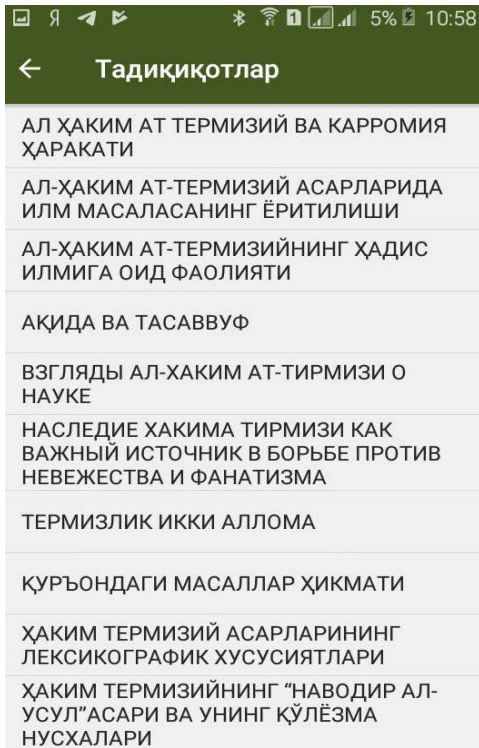 Я 1 5% 10:58
Тадиқиқотлар
АЛ ҲАКИМ АТ ТЕРМИЗИЙ ВА КАРРОМИЯ
ҲАРАКАТИ
АЛ-ҲАКИМ АТ-ТЕРМИЗИЙ АСАРЛАРИДА
ИЛМ МАСАЛАСАНИНГ ЁРИТИЛИШИ
АЛ-ҲАКИМ АТ-ТЕРМИЗИЙНИНГ ҲАДИС
ИЛМИГА ОИД ФАОЛИЯТИ
АҚИДА ВА ТАСАВВУФ
ВЗГЛЯДЫ АЛ-ХАКИМ АТ-ТИРМИЗИ О
НАУКЕ
НАСЛЕДИЕ ХАКИМА ТИРМИЗИ КАК
ВАЖНЫЙ ИСТОЧНИК В БОРЬБЕ ПРОТИВ
НЕВЕЖЕСТВА И ФАНАТИЗМА
ТЕРМИЗЛИК ИККИ АЛЛОМА
ҚУРЪОНДАГИ МАСАЛЛАР ҲИКМАТИ
ҲАКИМ ТЕРМИЗИЙ АСАРЛАРИНИНГ
ЛЕКСИКОГРАФИК ХУСУСИЯТЛАРИ
ҲАКИМ ТЕРМИЗИЙНИНГ “НАВОДИР АЛ-
УСУЛ”АСАРИ ВА УНИНГ ҚЎЛЁЗМА
НУСХАЛАРИ